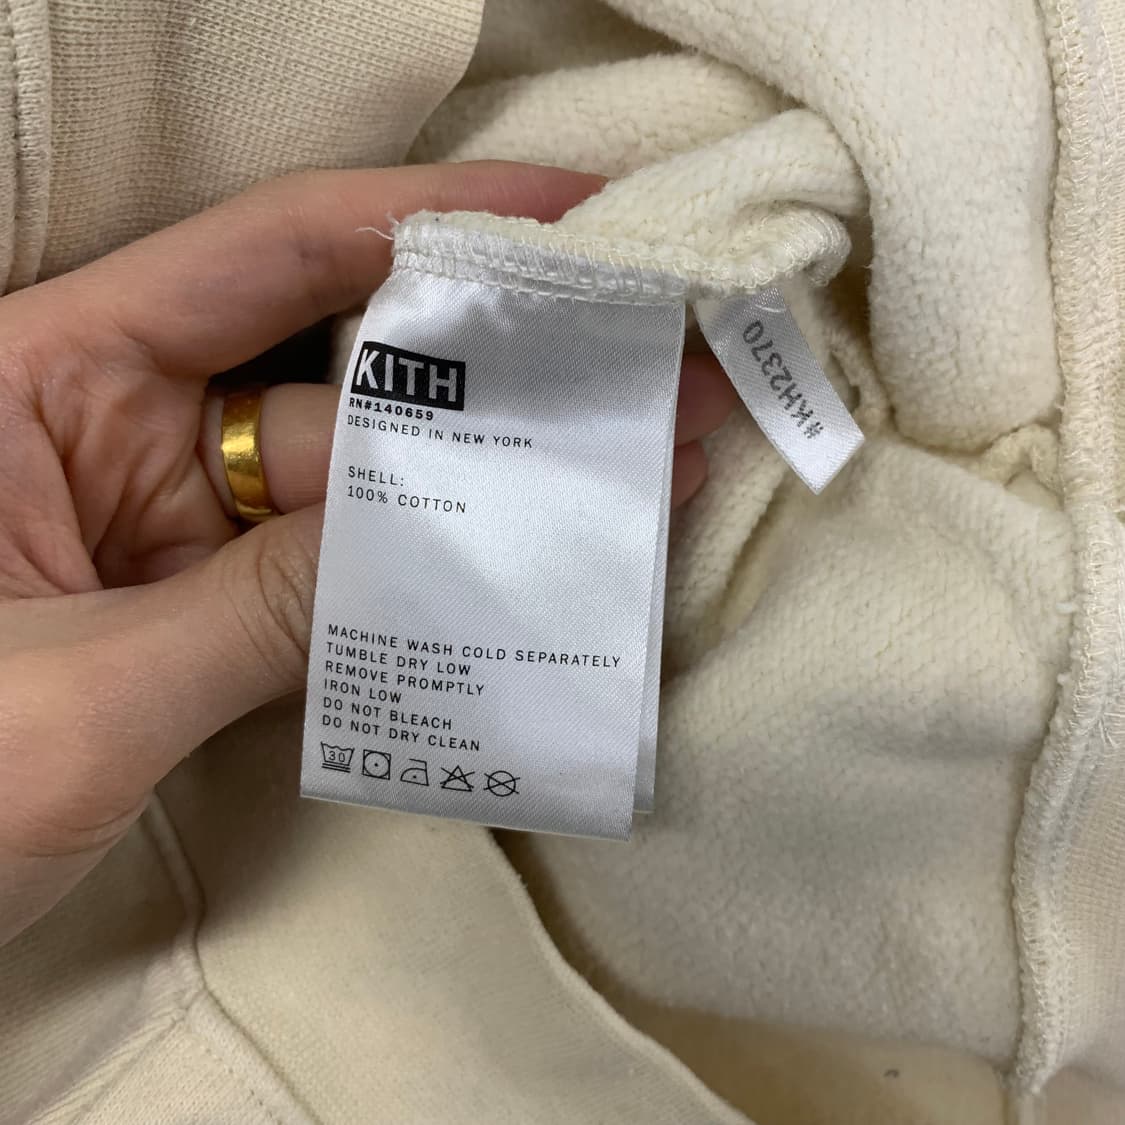 KITH
RN#140659
DESIGNED IN NEW YORK
SHELL:
100% COTTON
MACHINE WASH COLD SEPARATELY
TUMBLE DRY LOW
REMOVE PROMPTLY
IRON LOW
DO NOT BLEACH
DO NOT DRY CLEAN
30
#KH2370